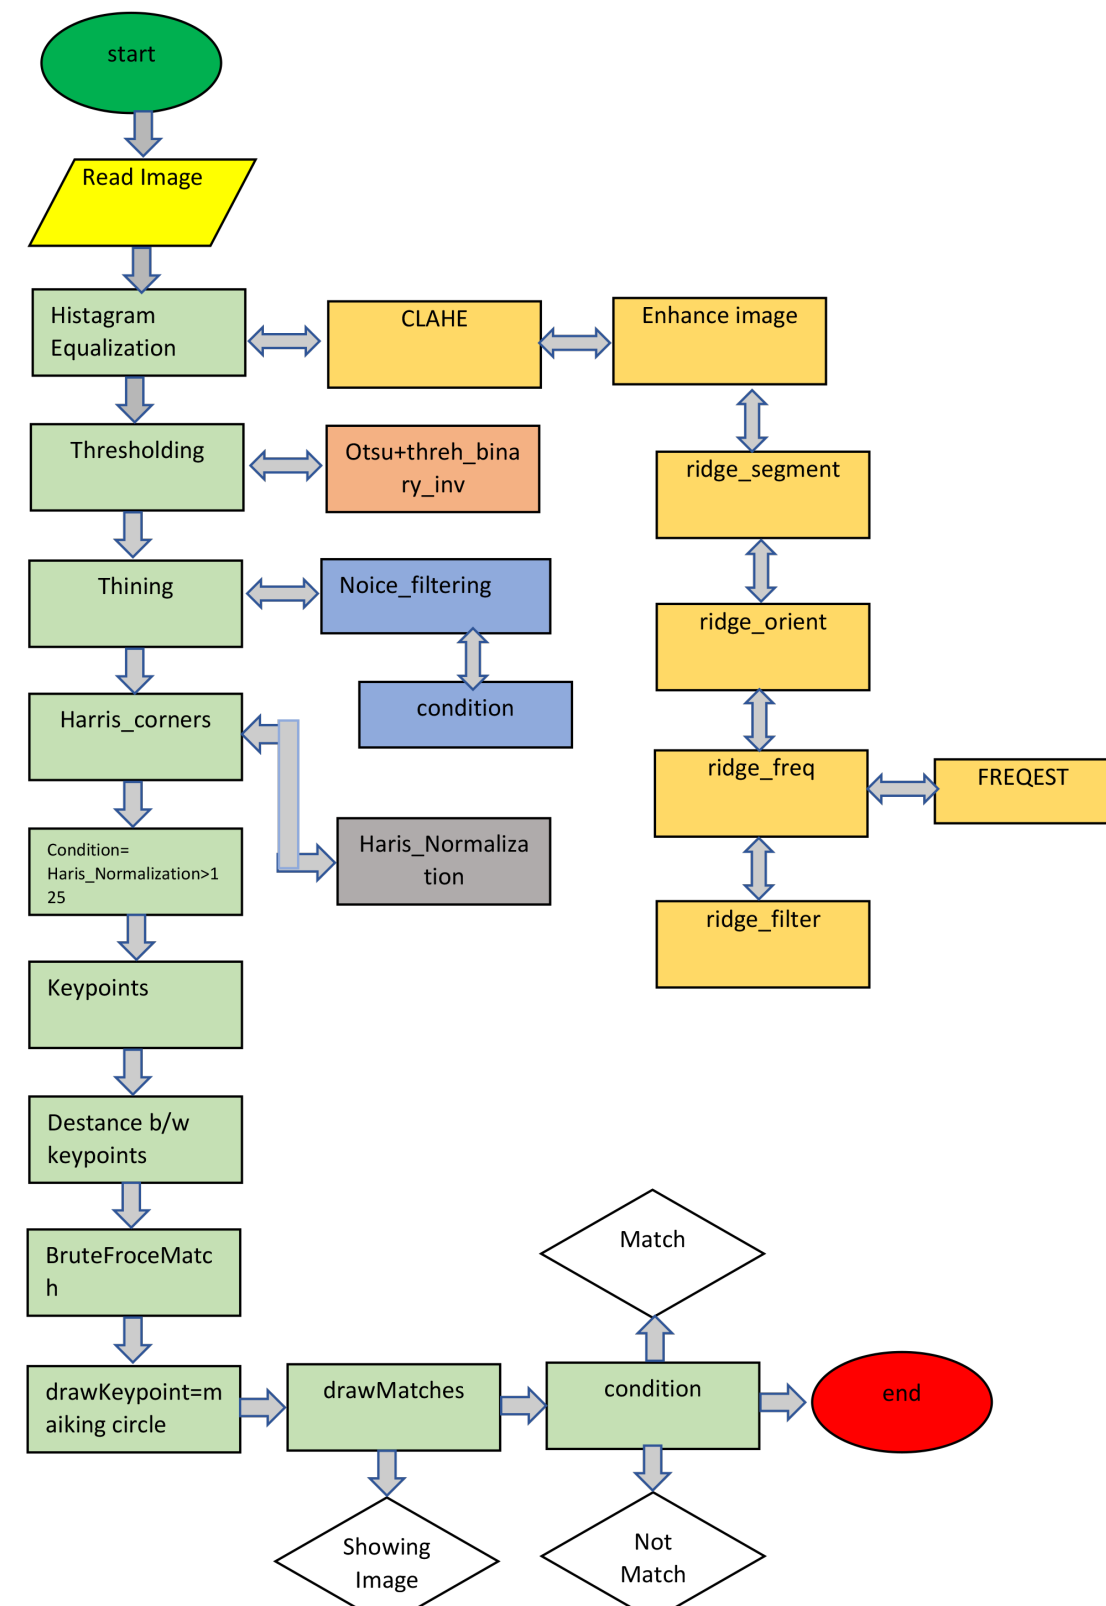 start
Read Image
Histagram
Equalization
CLAHE
Enhance image
Thresholding
Otsu+threh_bina
ry_inv
ridge_segment
Thining
Noice_filtering
ridge_orient
Harris_corners
condition
ridge_freq
FREQEST
Condition=
Haris_Normalization>1
25
Haris_Normaliza
tion
ridge_filter
Keypoints
Destance b/w
keypoints
BruteFroceMatc
h
Match
drawKeypoint=m
aiking circle
drawMatches
condition
end
Showing
Image
Not
Match